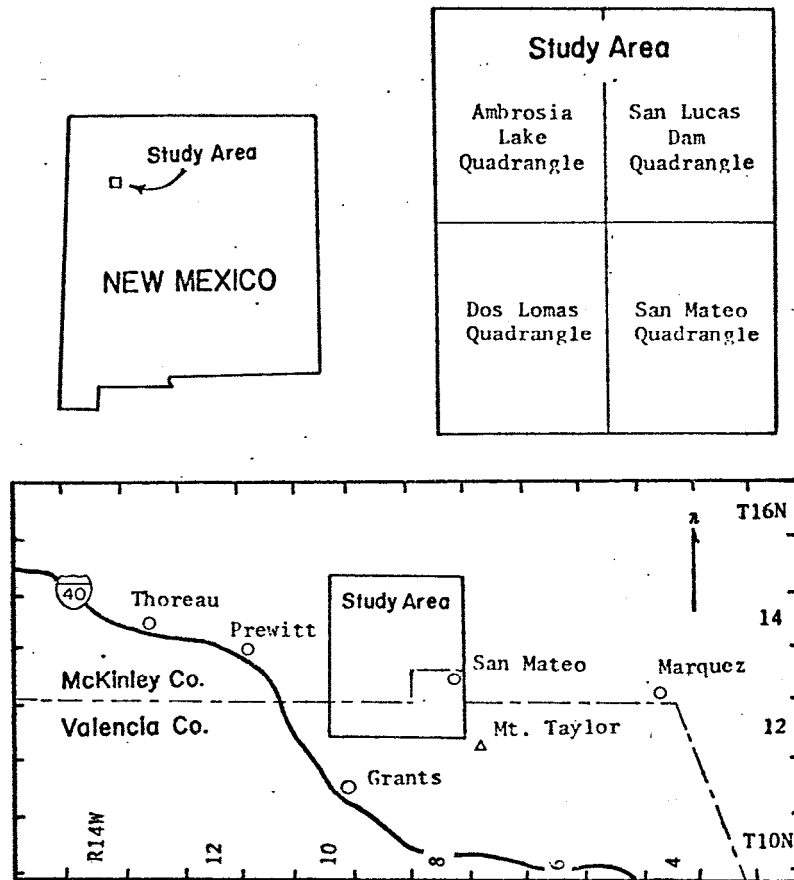 Study Area
NEW MEXICO
Study Area
Ambrosia
Lake
Quadrangle
San Lucas
Dam
Quadrangle
Dos Lomas
Quadrangle
San Mateo
Quadrangle
n
T16N
40
Thoreau
Study Area
14
Prewitt
San Mateo
Marquez
McKinley Co.
Valencia Co.
Mt. Taylor
12
Grants
R14W
12
10
8
6
4
T10N